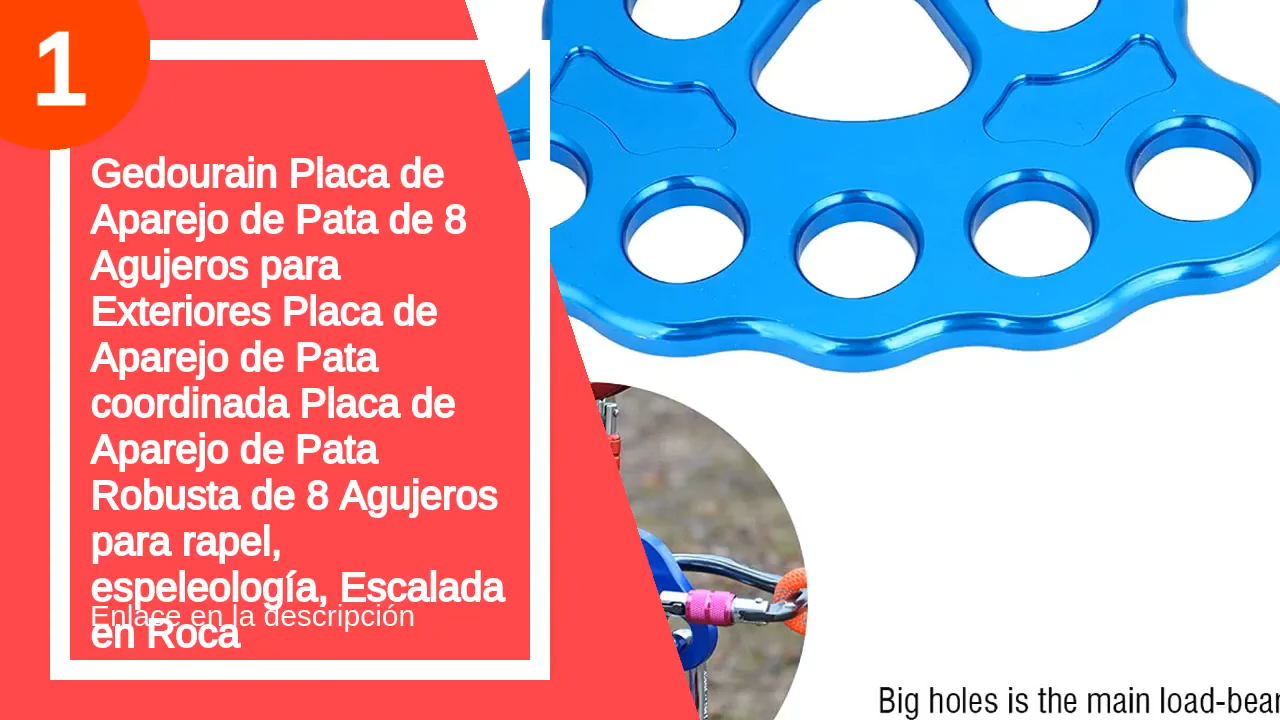 1
Gedourain Placa de
Aparejo de Pata de 8
Agujeros para
Exteriores Placa de
Aparejo de Pata
coordinada Placa de
Aparejo de Pata
Robusta de 8 Agujeros
para rapel,
espeleología, Escalada
Enlace en la descripción
en Roca
Big holes is the main